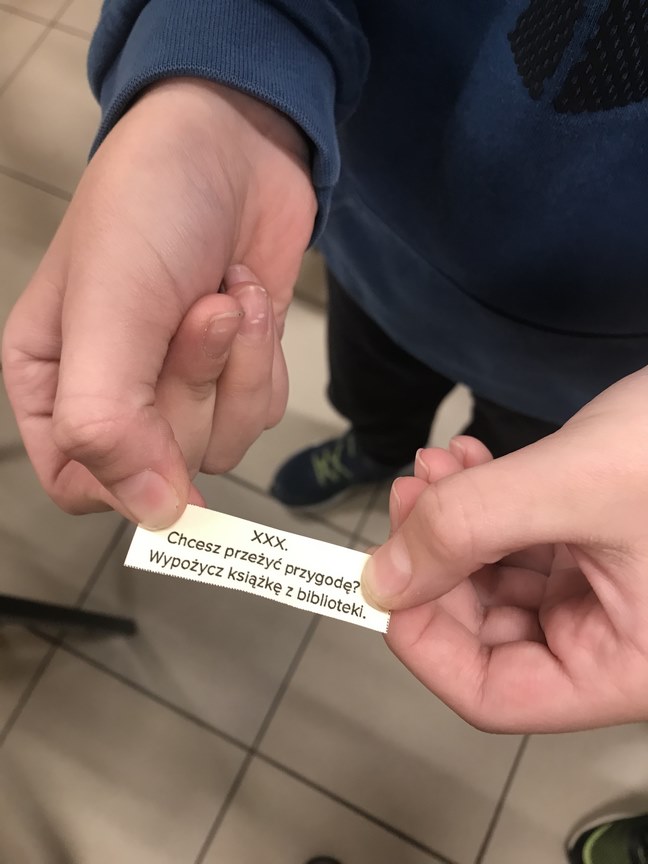 XXX.
Chcesz przeżyć przygodę?
Wypożycz książkę z biblioteki.